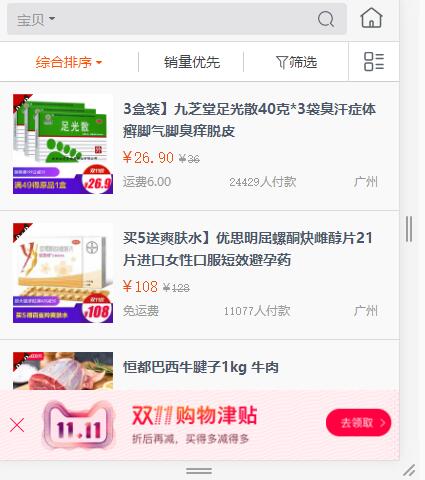 宝贝
综合排序
销量优先
筛选
足光散
满49得原品1盒
26.9
3盒装】九芝堂足光散40克*3袋臭汗症体
癣脚气脚臭痒脱皮
￥26.90 ￥36
运费6.00 24429人付款 广州
买5得百雀羚爽肤水
108
买5送爽肤水】优思明屈螺酮炔雌醇片21
片进口女性口服短效避孕药
￥108 ￥128
免运费 11077人付款 广州
恒都巴西牛腱子1kg 牛肉
11.11
双11购物津贴
折后再减，买得多减得多
去领取